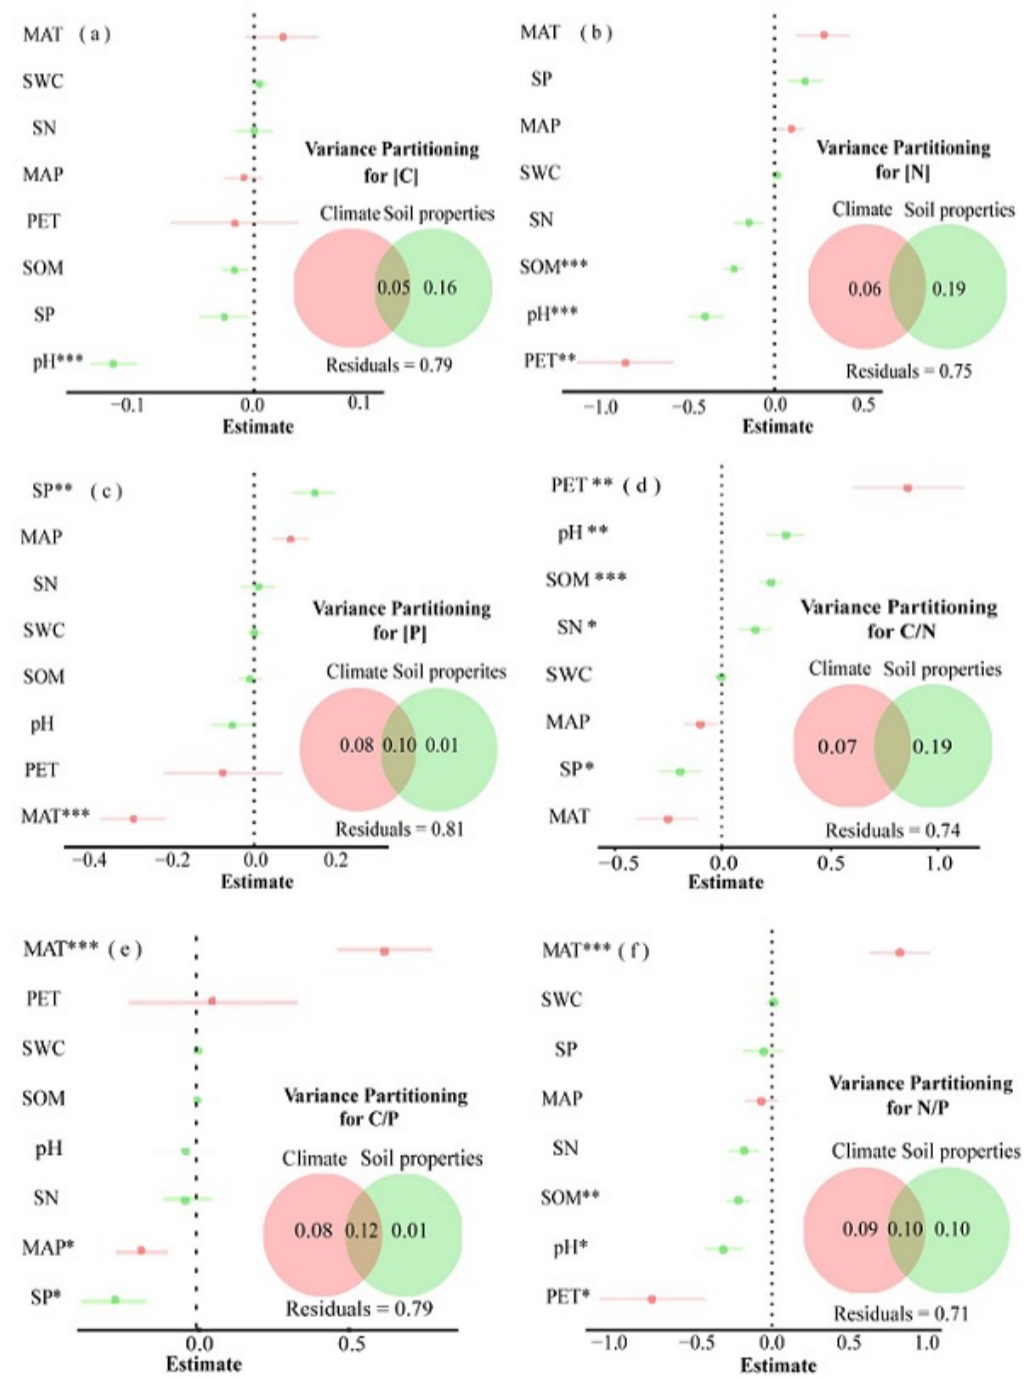 MAT (a)
SWC
SN
MAP
PET
SOM
SP
pH***
Variance Partitioning
for [C]
Climate Soil properties
0.05 0.16
Residuals = 0.79
−0.1 0.0 0.1
Estimate
MAT (b)
SP
MAP
SWC
SN
SOM***
pH***
PET**
Variance Partitioning
for [N]
Climate Soil properties
0.06 0.19
Residuals = 0.75
−1.0 −0.5 0.0 0.5
Estimate
SP** (c)
MAP
SN
SWC
SOM
pH
PET
MAT***
Variance Partitioning
for [P]
Climate Soil properites
0.08 0.10 0.01
Residuals = 0.81
−0.4 −0.2 0.0 0.2
Estimate
PET ** (d)
pH **
SOM ***
SN *
SWC
MAP
SP*
MAT
Variance Partitioning
for C/N
Climate Soil properties
0.07 0.19
Residuals = 0.74
−0.5 0.0 0.5 1.0
Estimate
MAT*** (e)
PET
SWC
SOM
pH
SN
MAP*
SP*
Variance Partitioning
for C/P
Climate Soil properties
0.08 0.12 0.01
Residuals = 0.79
0.0 0.5
Estimate
MAT*** (f)
SWC
SP
MAP
SN
SOM**
pH*
PET*
Variance Partitioning
for N/P
Climate Soil properties
0.09 0.10 0.10
Residuals = 0.71
−1.0 −0.5 0.0 0.5 1.0
Estimate